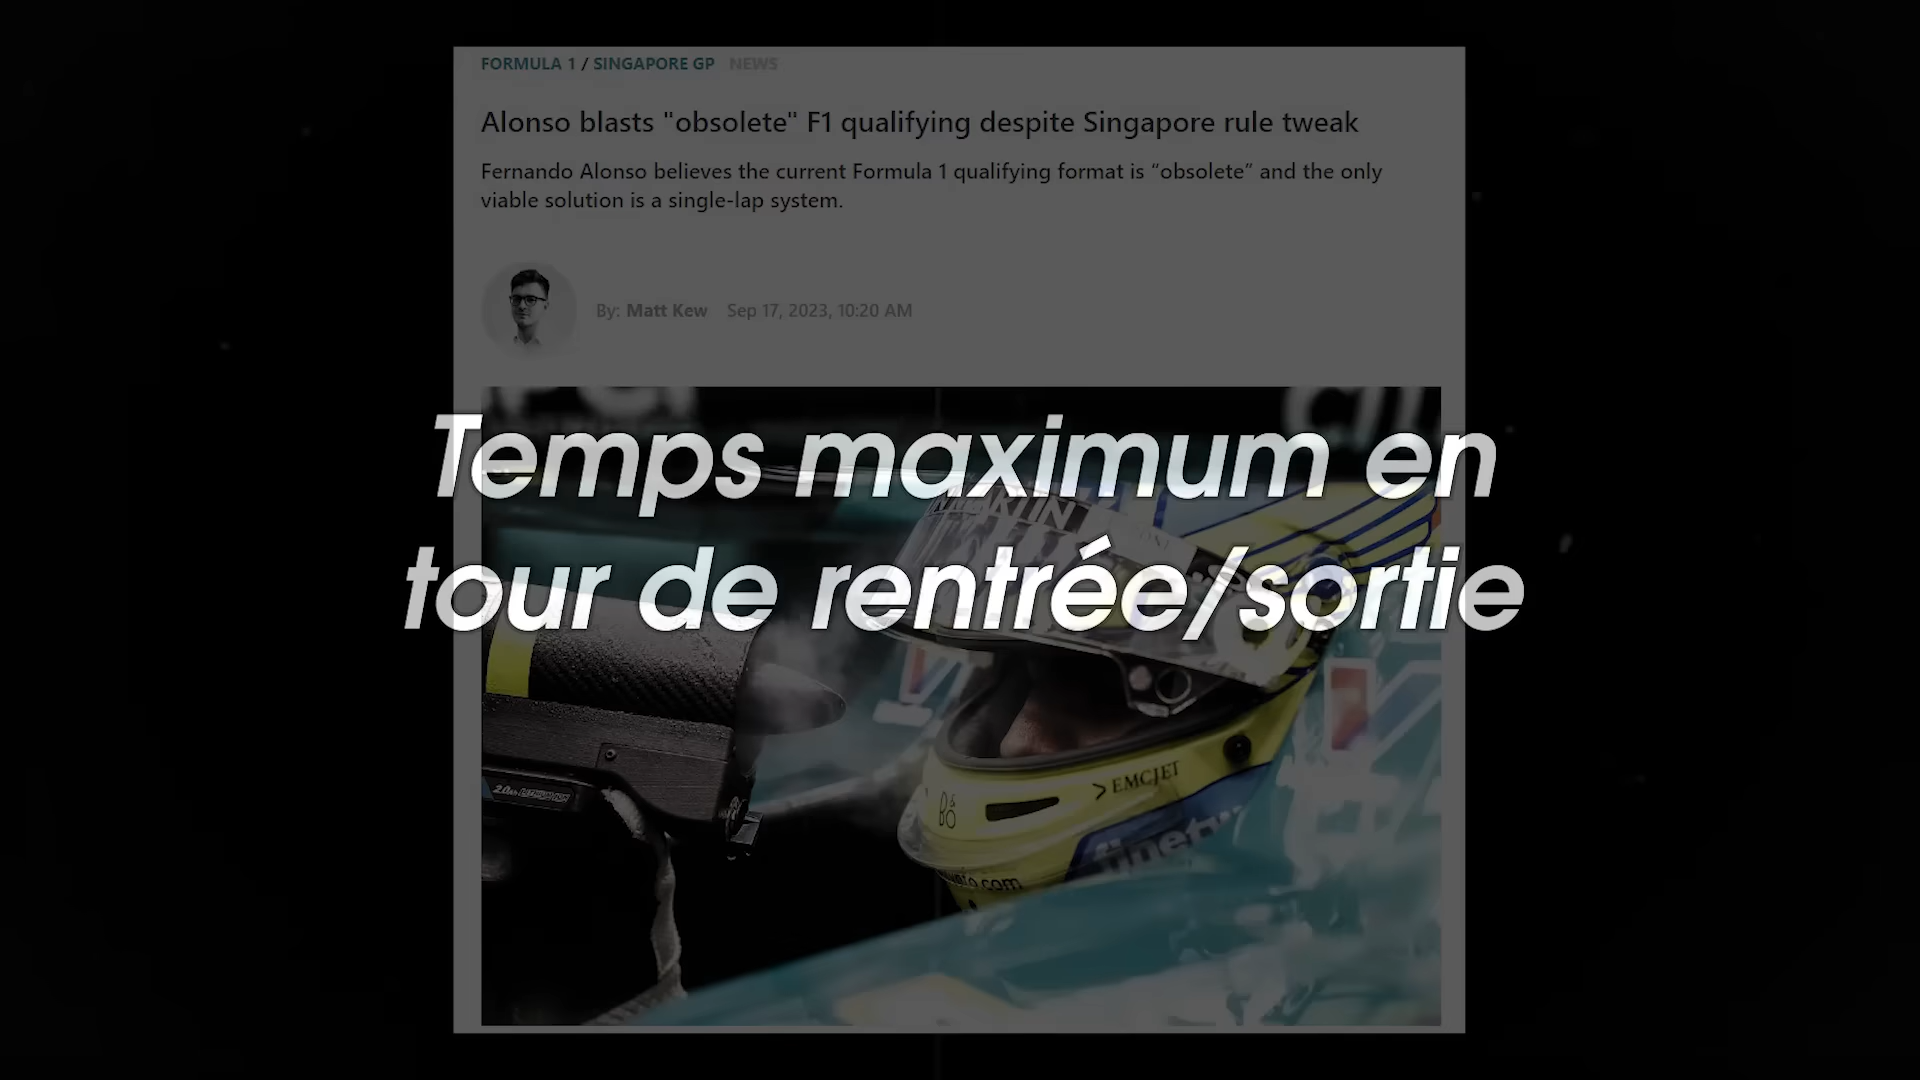 FORMULA 1 / SINGAPORE GP NEWS
Alonso blasts "obsolete" F1 qualifying despite Singapore rule tweak
Fernando Alonso believes the current Formula 1 qualifying format is “obsolete” and the only
viable solution is a single-lap system.
By: Matt Kew Sep 17, 2023, 10:20 AM
Temps maximum en
tour de rentrée/sortie
EMCJET